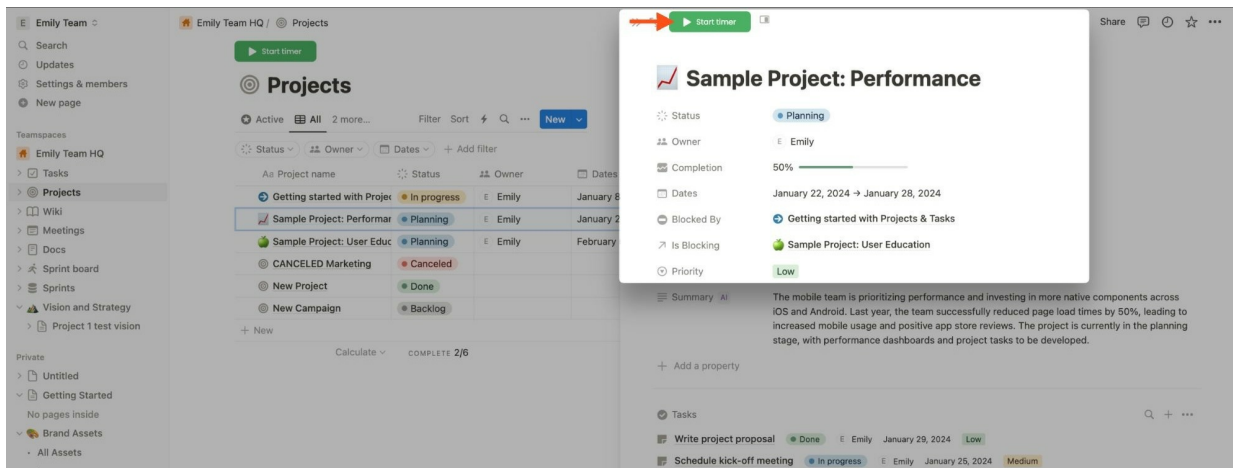 E Emily Team
Search
Updates
Settings & members
New page
Teamspaces
Emily Team HQ
Tasks
Projects
Wiki
Meetings
Docs
Sprint board
Sprints
Vision and Strategy
Project 1 test vision
Private
Untitled
Getting Started
No pages inside
Brand Assets
All Assets
Emily Team HQ / Projects
Start timer
Projects
Active All 2 more... Filter Sort New
Status Owner Dates + Add filter
Aa Project name Status Owner Dates
Getting started with Projec In progress E Emily January 8
Sample Project: Performar Planning E Emily January 2
Sample Project: User Educ Planning E Emily February
CANCELED Marketing Canceled
New Project Done
New Campaign Backlog
+ New
Calculate COMPLETE 2/6
Start timer
Share
Sample Project: Performance
Status Planning
Owner E Emily
Completion 50%
Dates January 22, 2024 → January 28, 2024
Blocked By Getting started with Projects & Tasks
Is Blocking Sample Project: User Education
Priority Low
Summary AI The mobile team is prioritizing performance and investing in more native components across
iOS and Android. Last year, the team successfully reduced page load times by 50%, leading to
increased mobile usage and positive app store reviews. The project is currently in the planning
stage, with performance dashboards and project tasks to be developed.
+ Add a property
Tasks
Write project proposal Done E Emily January 29, 2024 Low
Schedule kick-off meeting In progress E Emily January 25, 2024 Medium